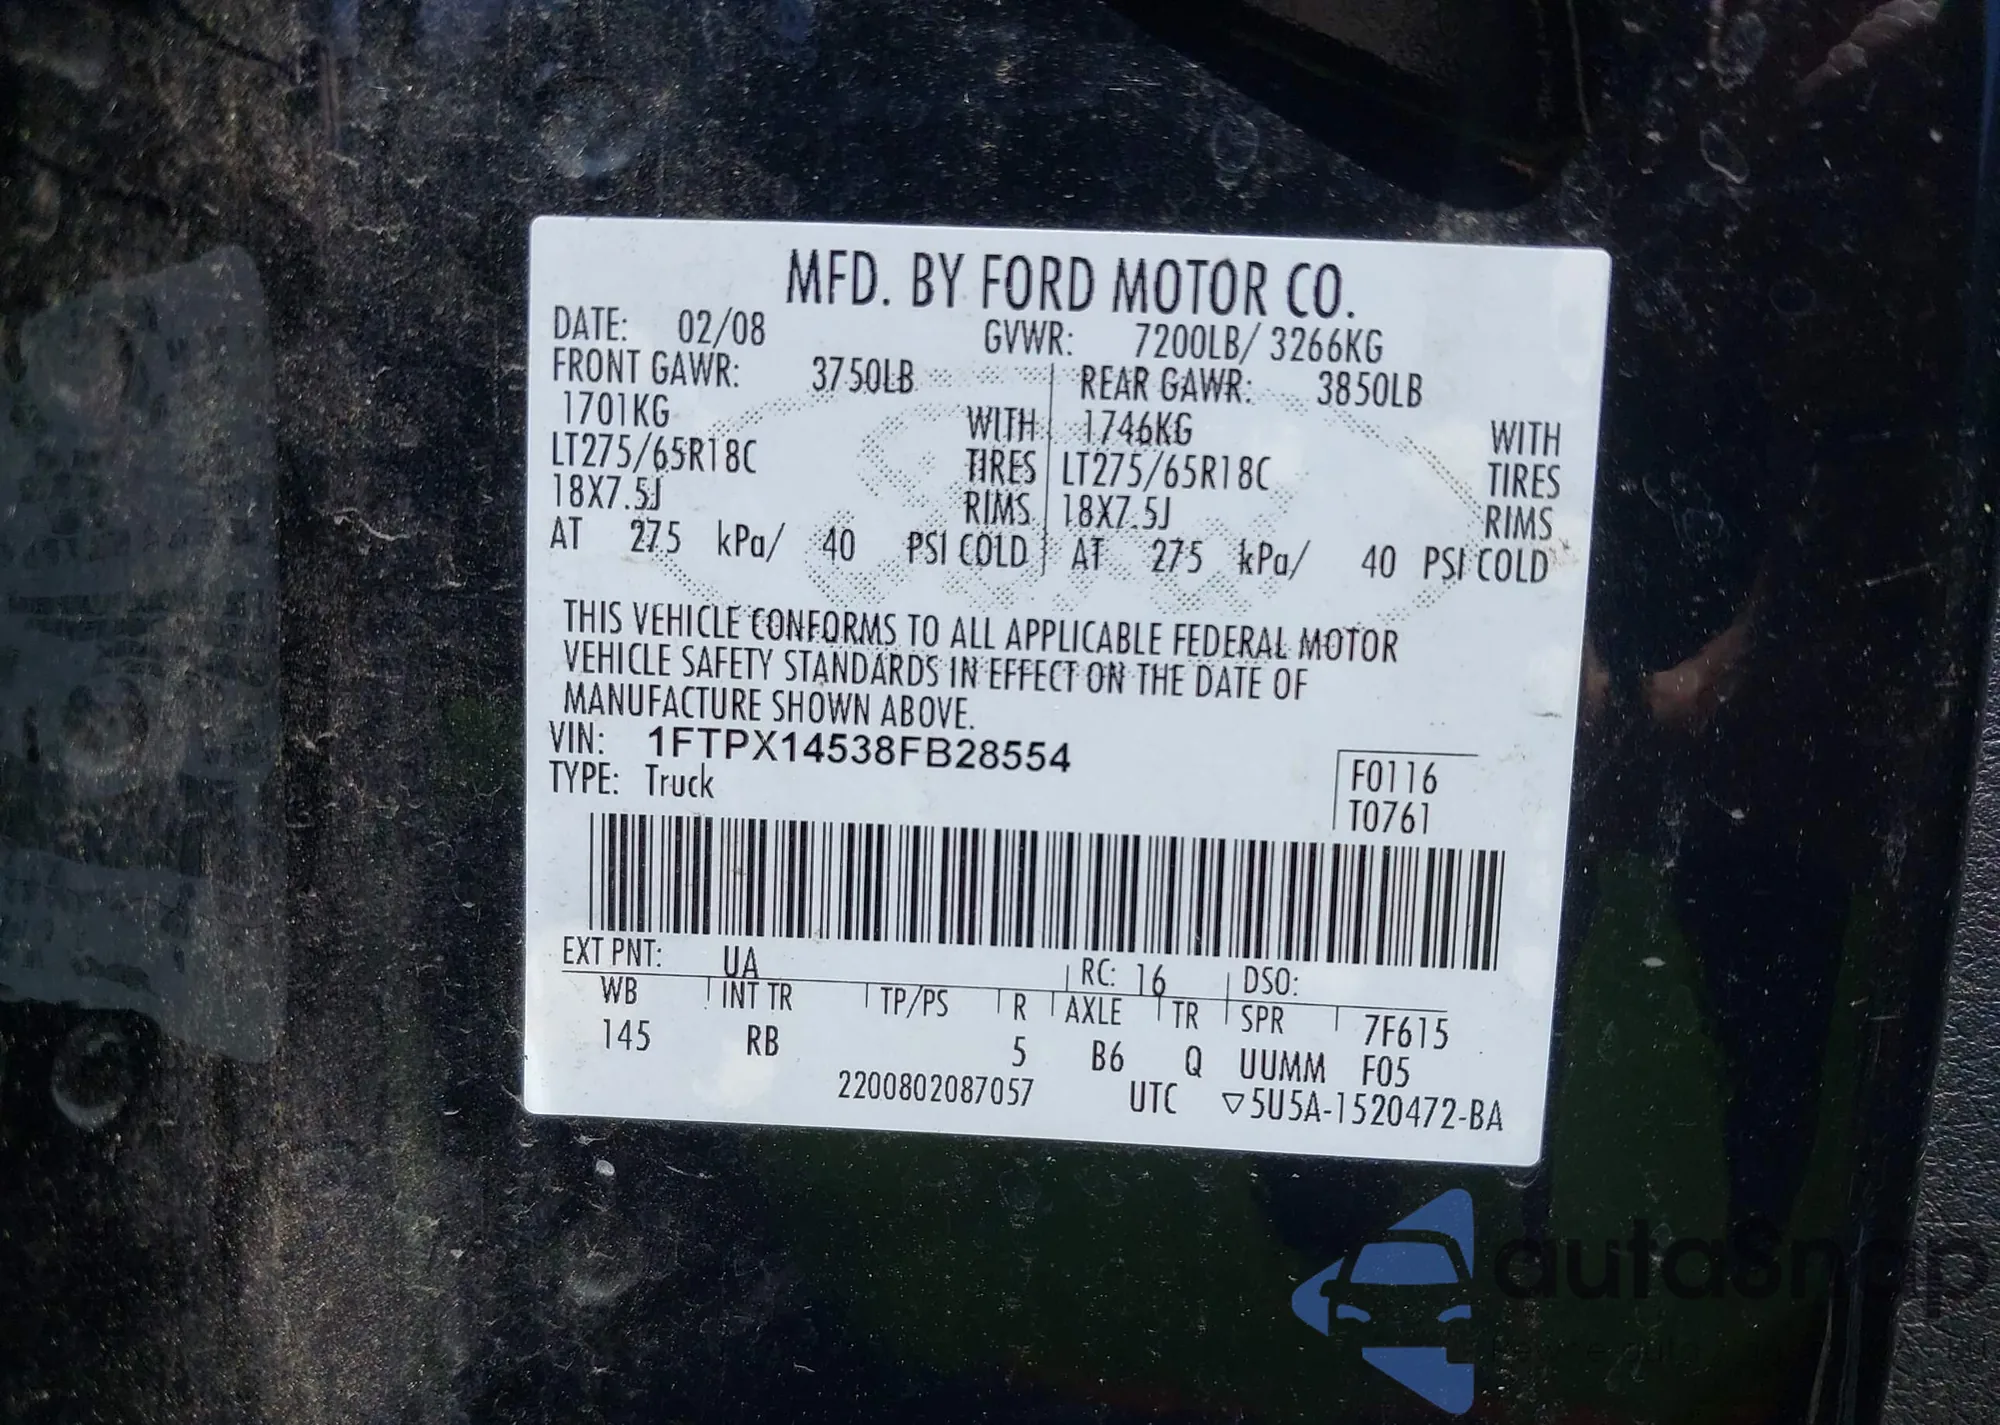 MFD. BY FORD MOTOR CO.
DATE: 02/08 GVWR: 7200LB/ 3266KG
FRONT GAWR: 3750LB REAR GAWR: 3850LB
1701KG WITH 1746KG WITH
LT275/65R18C TIRES LT275/65R18C TIRES
18X7.5J RIMS 18X7.5J RIMS
AT 275 kPa/ 40 PSI COLD AT 275 kPa/ 40 PSI COLD
THIS VEHICLE CONFORMS TO ALL APPLICABLE FEDERAL MOTOR
VEHICLE SAFETY STANDARDS IN EFFECT ON THE DATE OF
MANUFACTURE SHOWN ABOVE.
VIN: 1FTPX14538FB28554
TYPE: Truck
F0116
T0761
EXT PNT: UA RC: 16 DSO:
WB INT TR TP/PS R AXLE TR SPR 7F615
145 RB 5 B6 Q UUMM F05
2200802087057 UTC ▽5U5A-1520472-BA
autosnap